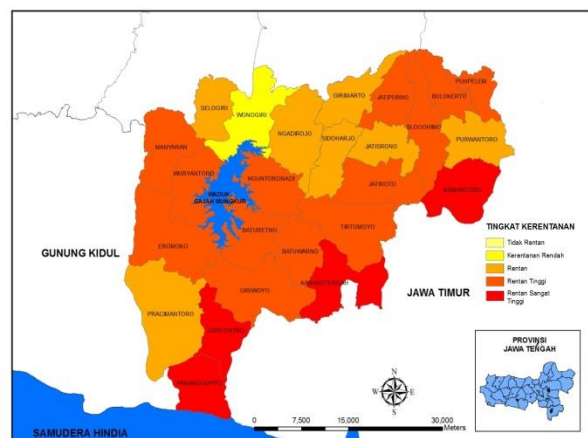 PUHPELEM
GIRIMARTO
JATIPURNO
BULUKERTO
SELOGIRI
WONOGIRI
SLOGOHIMO
NGADIROJO
SIDOHARJO
JATISRONO
PURWANTORO
MANYARAN
WURYANTORO
NGUNTORONADI
JATIROTO
KISMANTORO
WADUK
GAJAH MUNGKUR
TIRTOMOYO
BATURETNO
EROMOKO
BATUWARNO
GUNUNG KIDUL
GIRIWOYO
KARANGTENGAH
JAWA TIMUR
PRACIMANTORO
GIRITONTRO
PARANGGUPITO
SAMUDERA HINDIA
TINGKAT KERENTANAN
Tidak Rentan
Kerentanan Rendah
Rentan
Rentan Tinggi
Rentan Sangat
Tinggi
PROVINSI
JAWA TENGAH
N
W
E
S
0 7,500 15,000 30,000
Meters